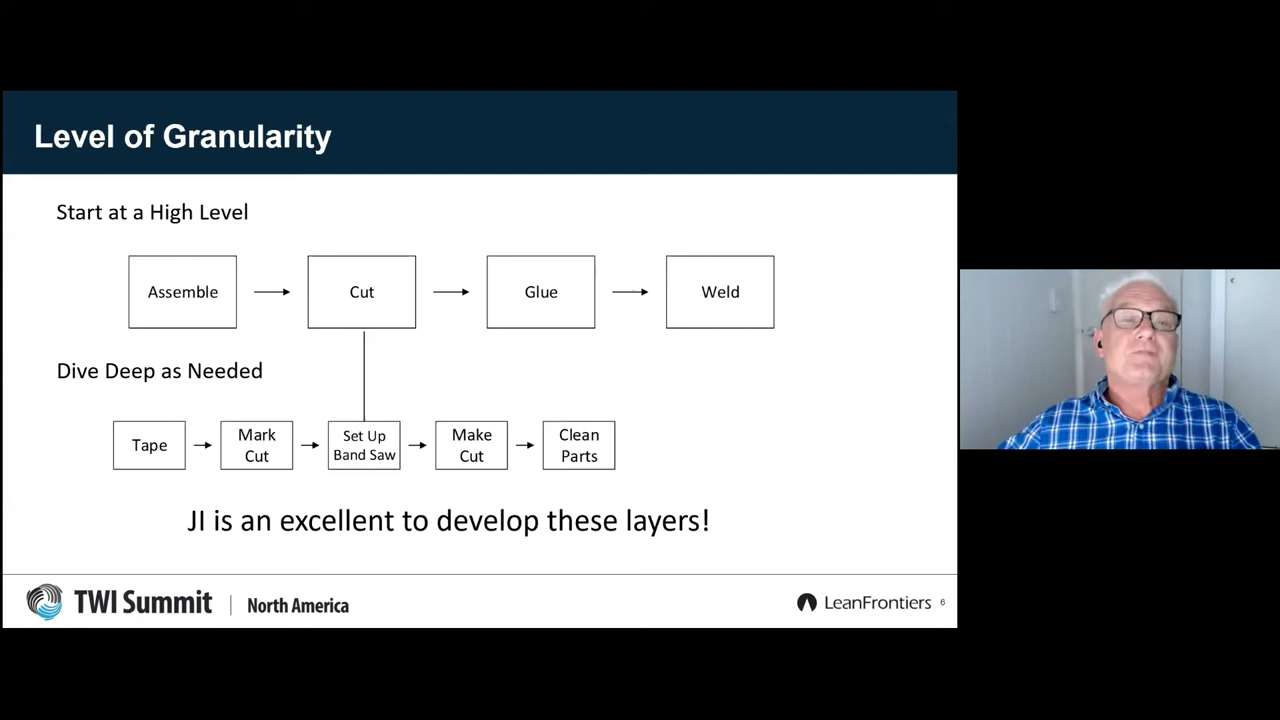 Level of Granularity
Start at a High Level
Assemble
Cut
Glue
Weld
Dive Deep as Needed
Tape
Mark
Cut
Set Up
Band Saw
Make
Cut
Clean
Parts
JI is an excellent to develop these layers!
TWI Summit
North America
LeanFrontiers
6